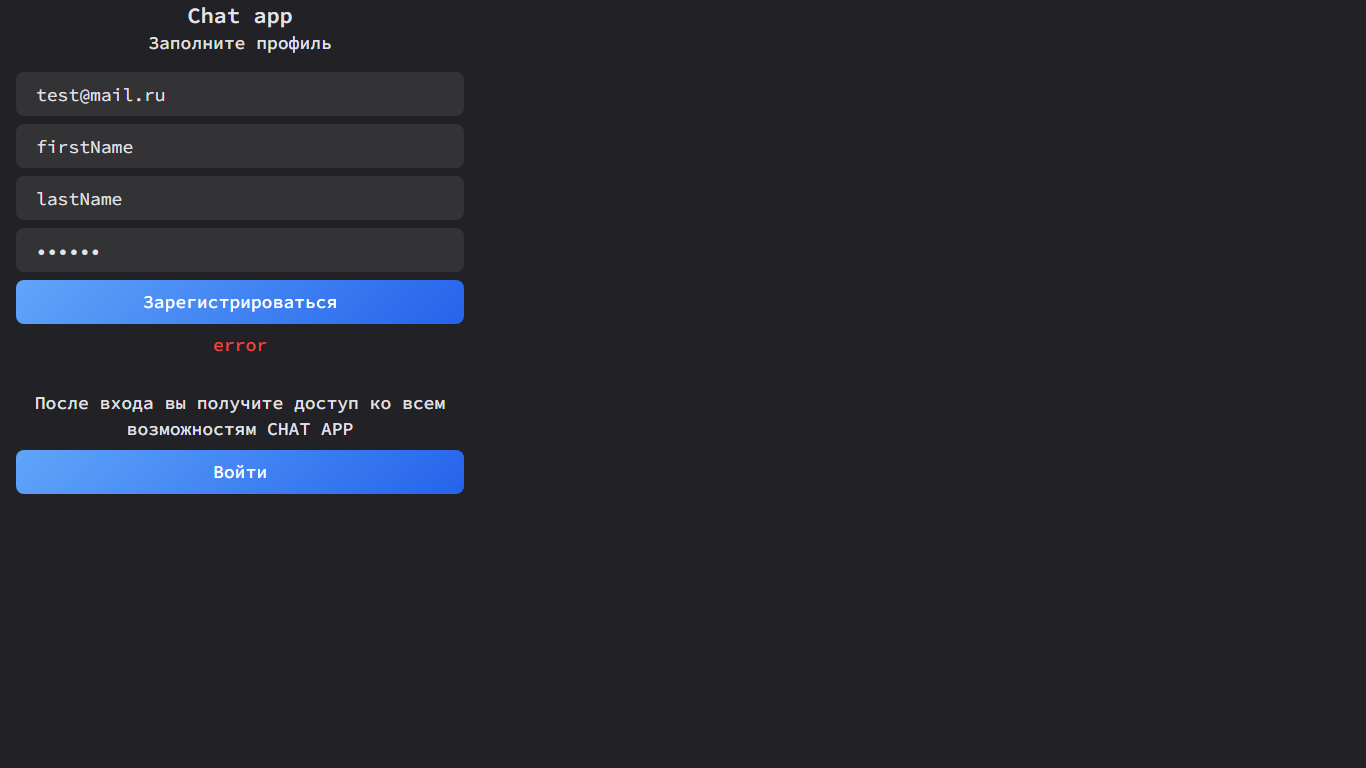 Chat app
Заполните профиль
test@mail.ru
firstName
lastName
••••••
Зарегистрироваться
error
После входа вы получите доступ ко всем
возможностям CHAT APP
Войти